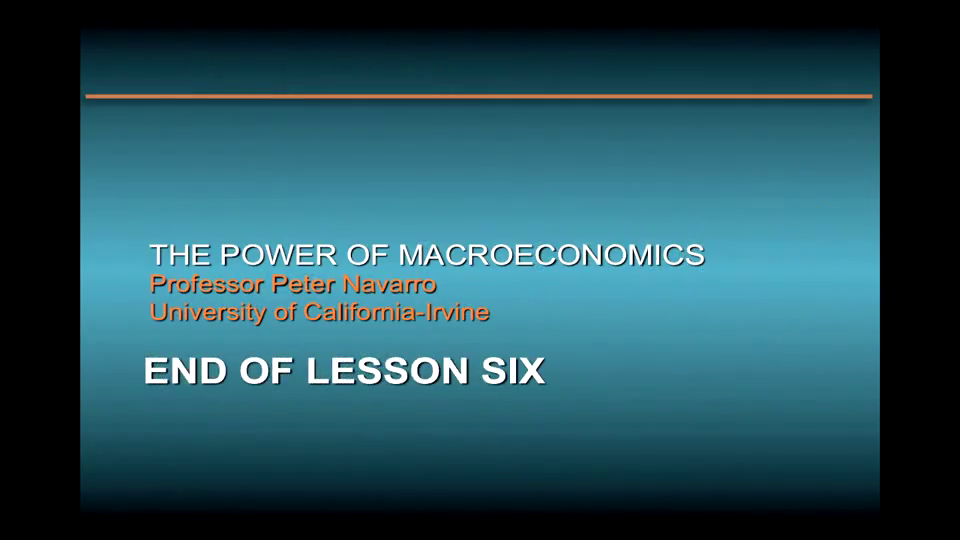 THE POWER OF MACROECONOMICS
Professor Peter Navarro
University of California-Irvine
END OF LESSON SIX